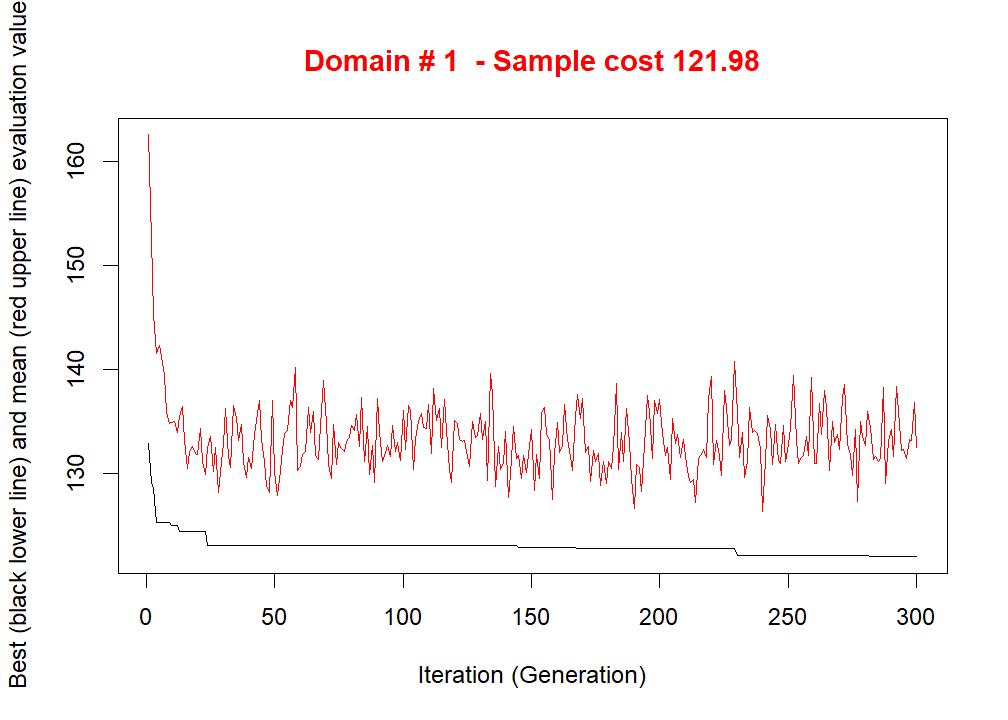 Domain # 1  - Sample cost 121.98
Best (black lower line) and mean (red upper line) evaluation value
160
150
140
130
0 50 100 150 200 250 300
Iteration (Generation)